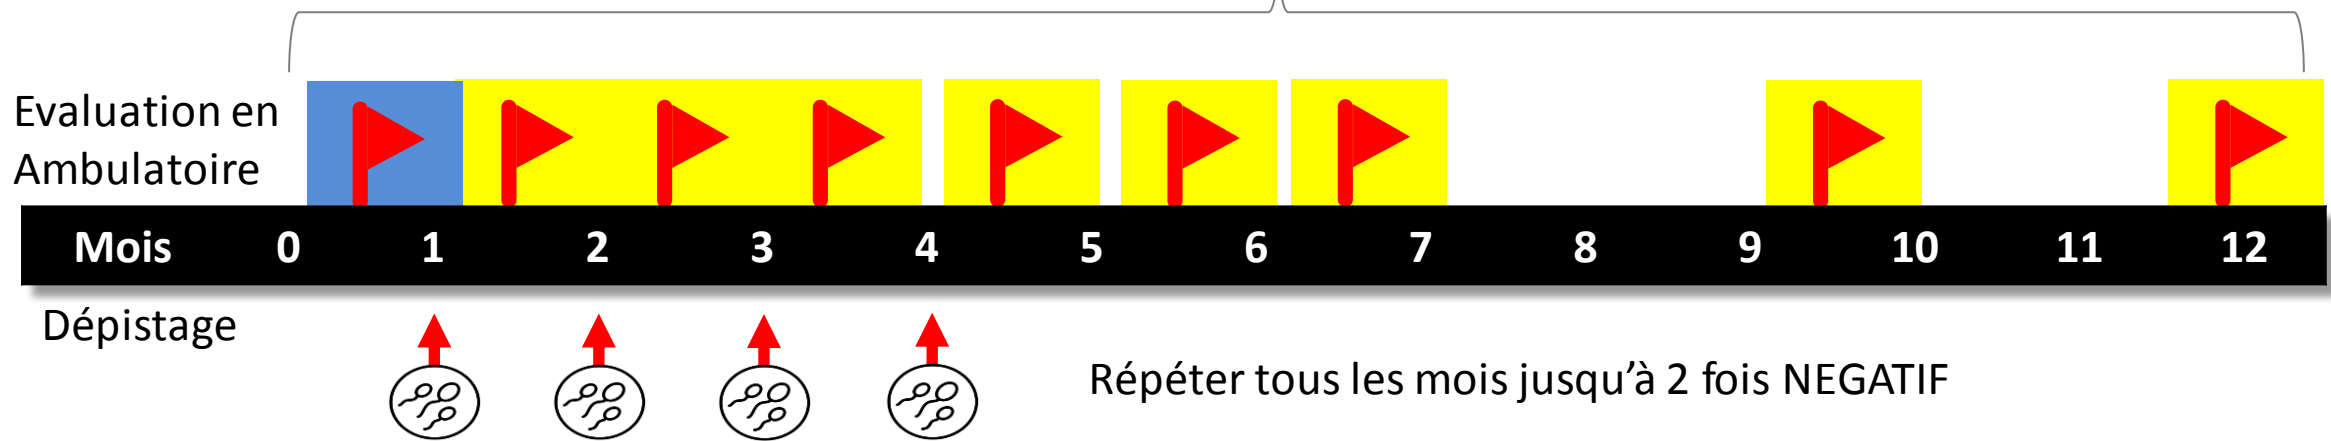 Evaluation en
Ambulatoire
Mois 0 1 2 3 4 5 6 7 8 9 10 11 12
Dépistage
Répéter tous les mois jusqu’à 2 fois NEGATIF